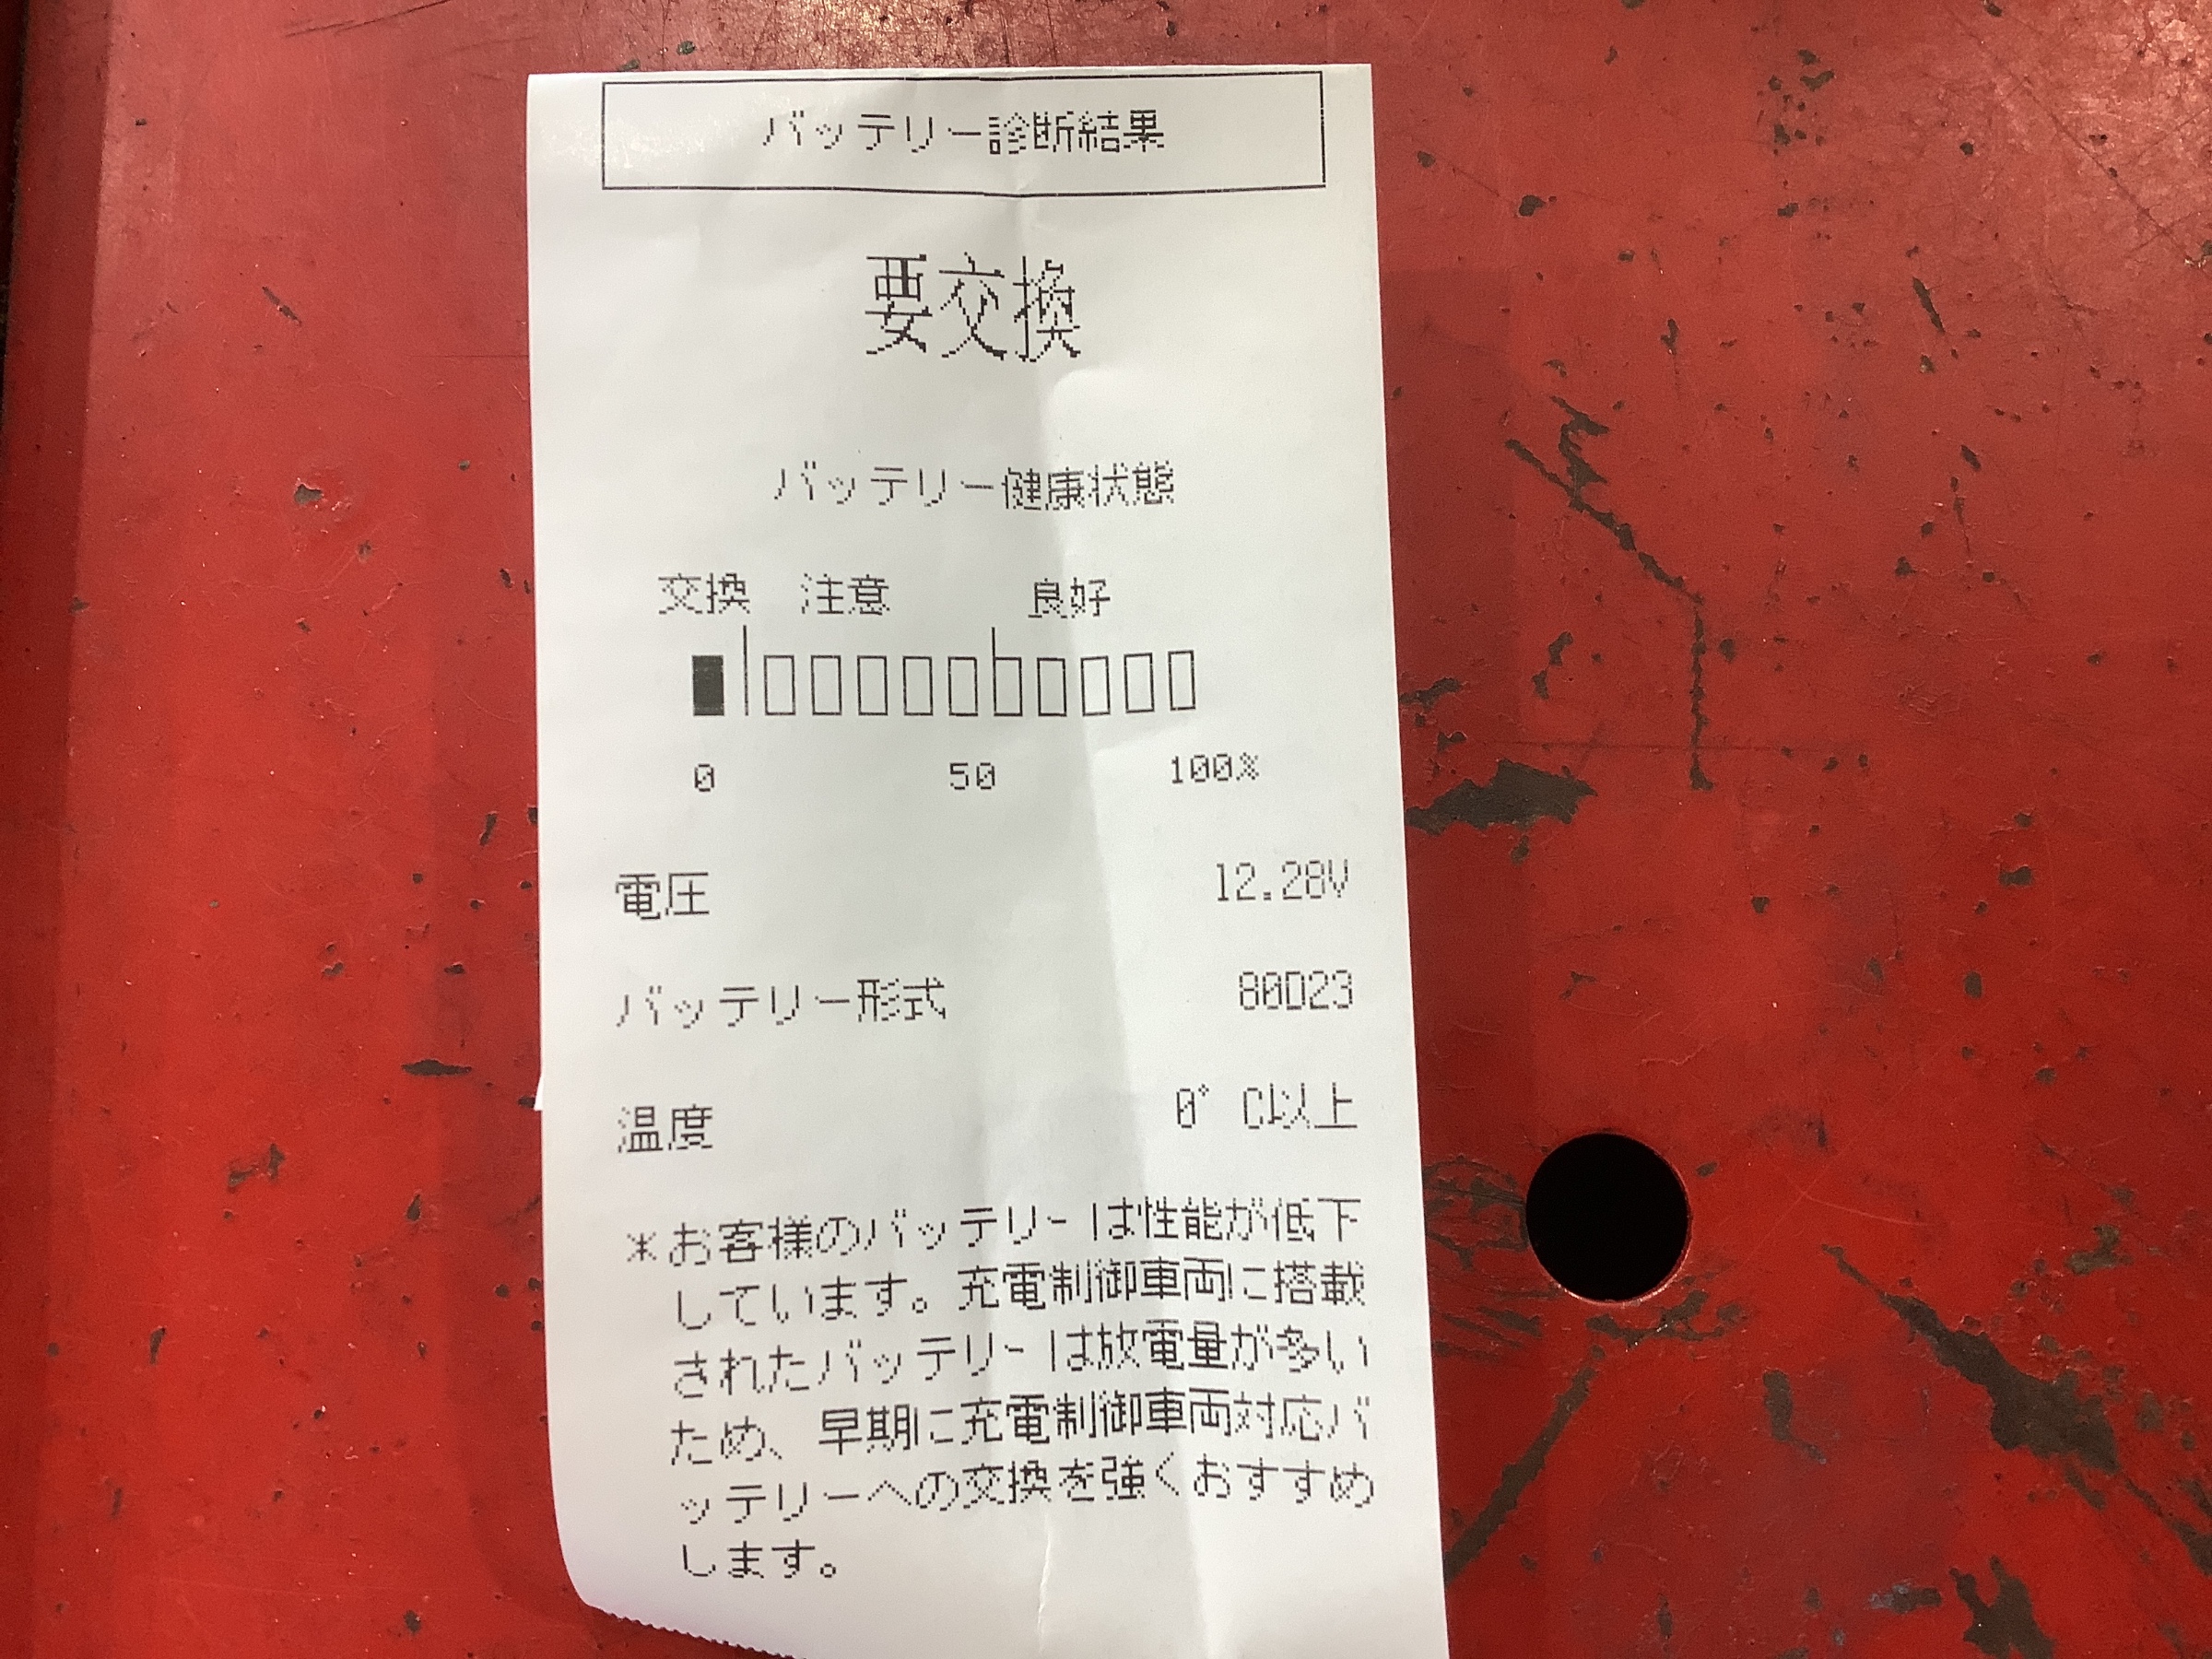 バッテリー診断結果
要交換
バッテリー健康状態
交換 注意 良好
0 50 100%
電圧 12.28V
バッテリー形式 80D23
温度 0° C以上
*お客様のバッテリーは性能が低下
しています。充電制御車両に搭載
されたバッテリーは放電量が多い
ため、早期に充電制御車両対応バ
ッテリーへの交換を強くおすすめ
します。